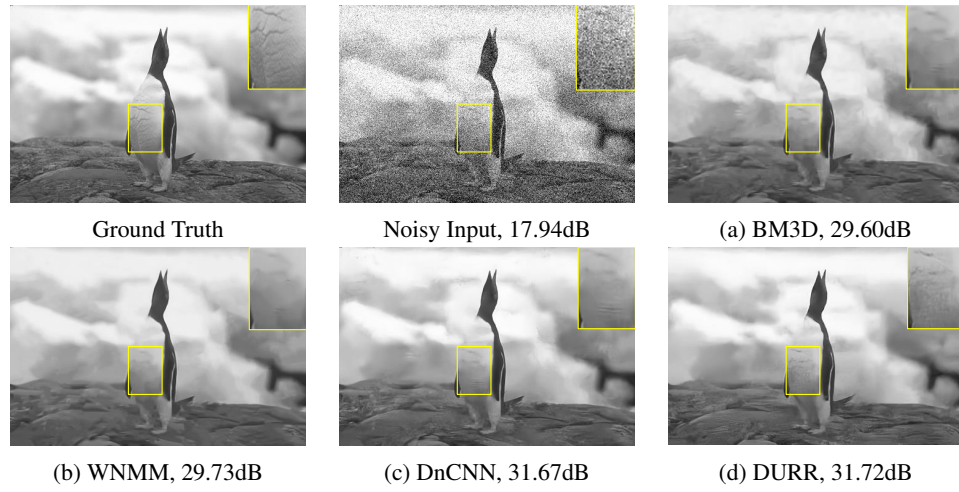 Ground Truth
Noisy Input, 17.94dB
(a) BM3D, 29.60dB
(b) WNMM, 29.73dB
(c) DnCNN, 31.67dB
(d) DURR, 31.72dB